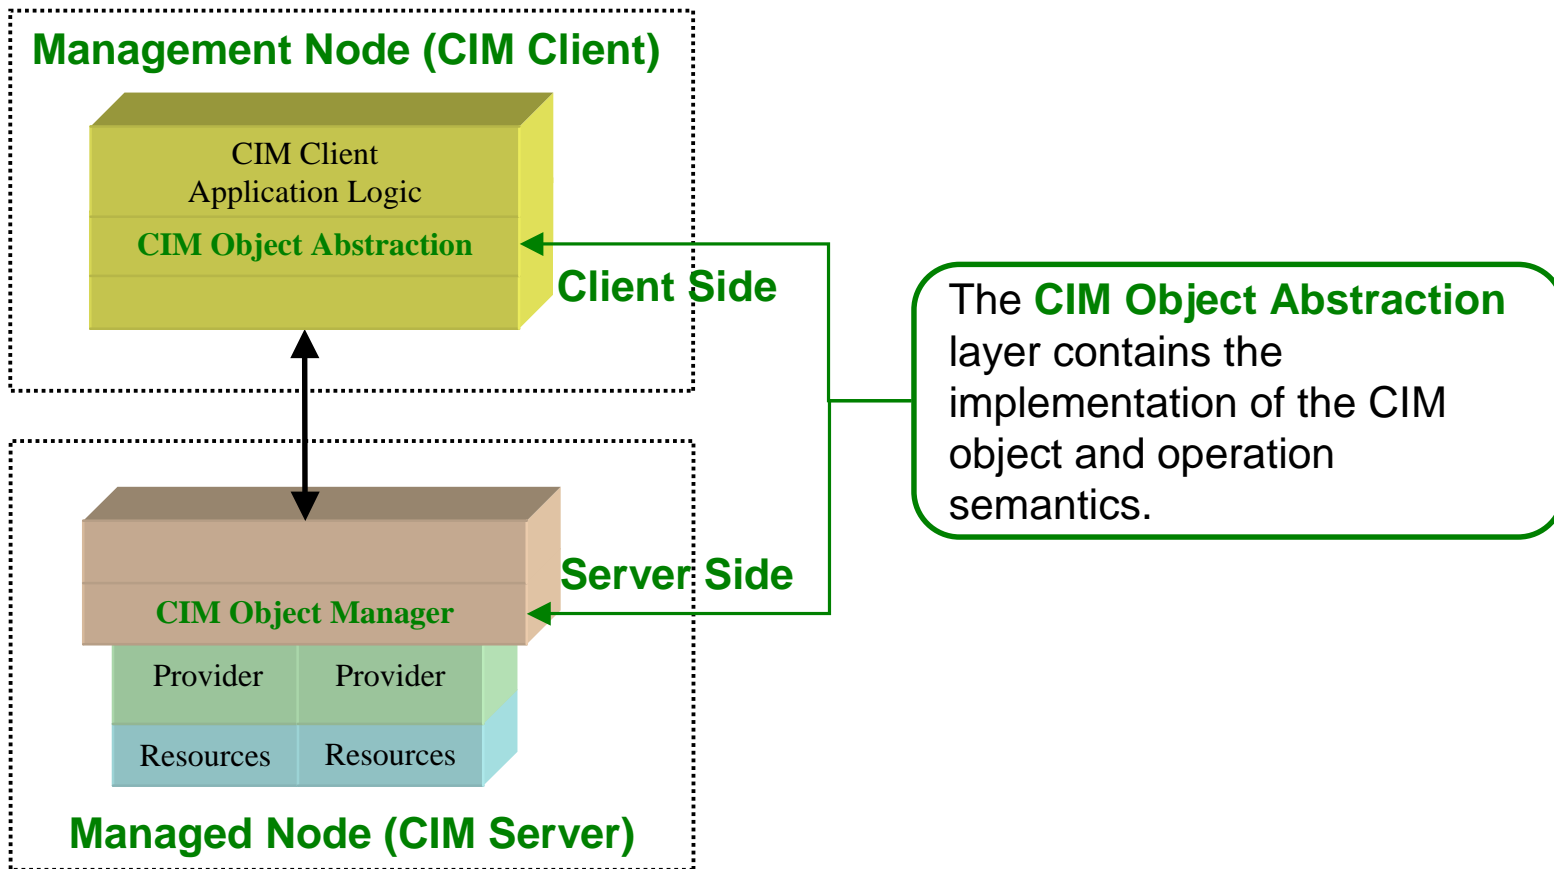 Management Node (CIM Client)
CIM Client
Application Logic
CIM Object Abstraction
Client Side
The CIM Object Abstraction
layer contains the
implementation of the CIM
object and operation
semantics.
Server Side
CIM Object Manager
Provider Provider
Resources Resources
Managed Node (CIM Server)